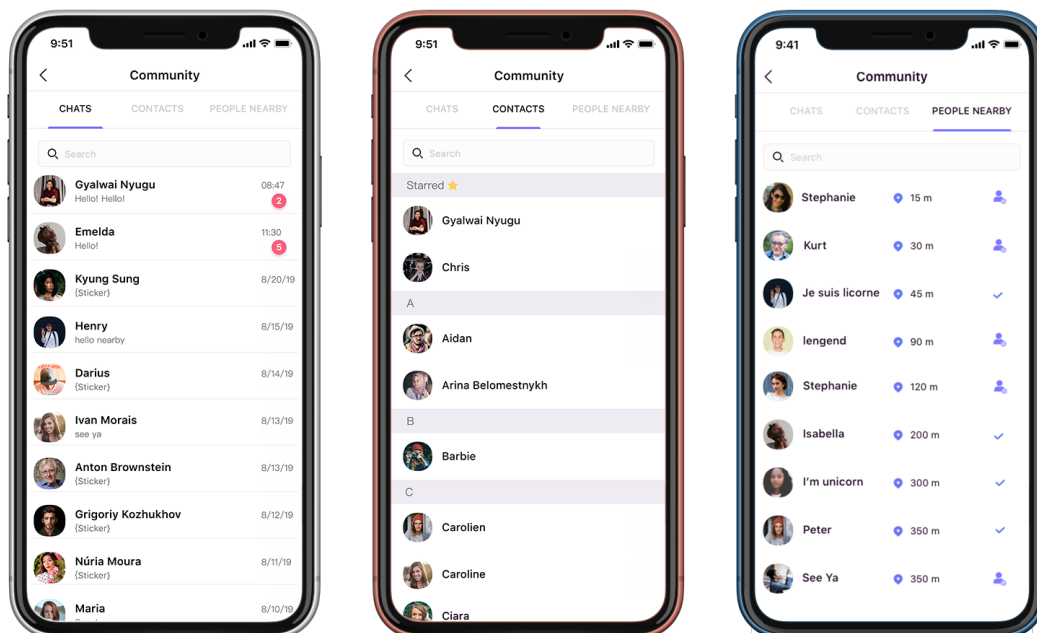 9:51
Community
CHATS CONTACTS PEOPLE NEARBY
Search
Gyalwai Nyugu 08:47
Hello! Hello! 2
Emelda 11:30
Hello! 5
Kyung Sung 8/20/19
{Sticker}
Henry 8/15/19
hello nearby
Darius 8/14/19
{Sticker}
Ivan Morais 8/13/19
see ya
Anton Brownstein 8/13/19
{Sticker}
Grigoriy Kozhukhov 8/12/19
{Sticker}
Núria Moura 8/11/19
{Sticker}
Maria 8/10/19
9:51
Community
CHATS CONTACTS PEOPLE NEARBY
Search
Starred ⭐
Gyalwai Nyugu
Chris
A
Aidan
Arina Belomestnykh
B
Barbie
C
Carolien
Caroline
Ciara
9:41
Community
CHATS CONTACTS PEOPLE NEARBY
Search
Stephanie 15 m
Kurt 30 m
Je suis licorne 45 m
lengend 90 m
Stephanie 120 m
Isabella 200 m
I'm unicorn 300 m
Peter 350 m
See Ya 350 m